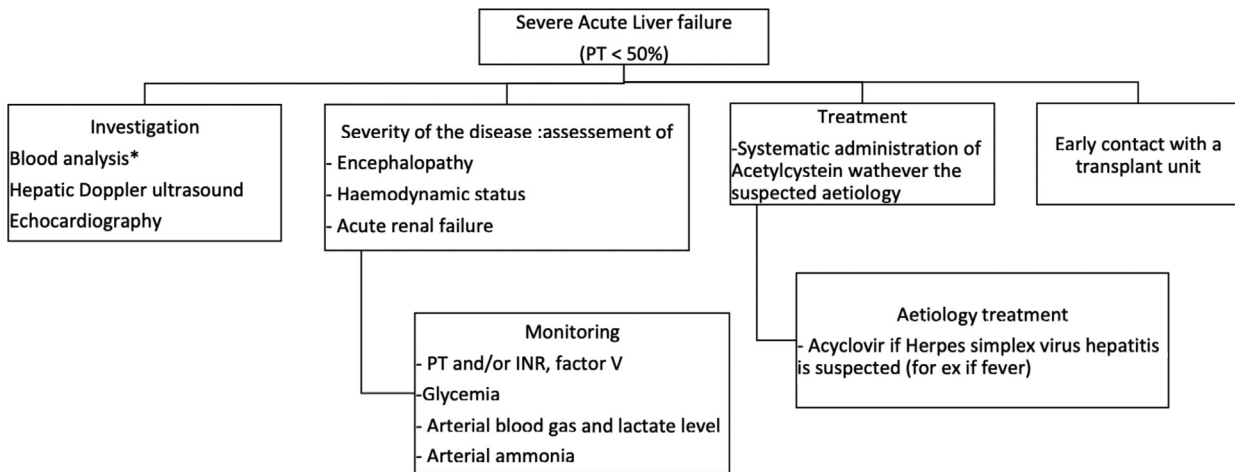 Severe Acute Liver failure
(PT < 50%)
Investigation
Blood analysis*
Hepatic Doppler ultrasound
Echocardiography
Severity of the disease :assessement of
- Encephalopathy
- Haemodynamic status
- Acute renal failure
Treatment
-Systematic administration of
Acetylcystein wathever the
suspected aetiology
Early contact with a
transplant unit
Monitoring
- PT and/or INR, factor V
-Glycemia
- Arterial blood gas and lactate level
- Arterial ammonia
Aetiology treatment
- Acyclovir if Herpes simplex virus hepatitis
is suspected (for ex if fever)